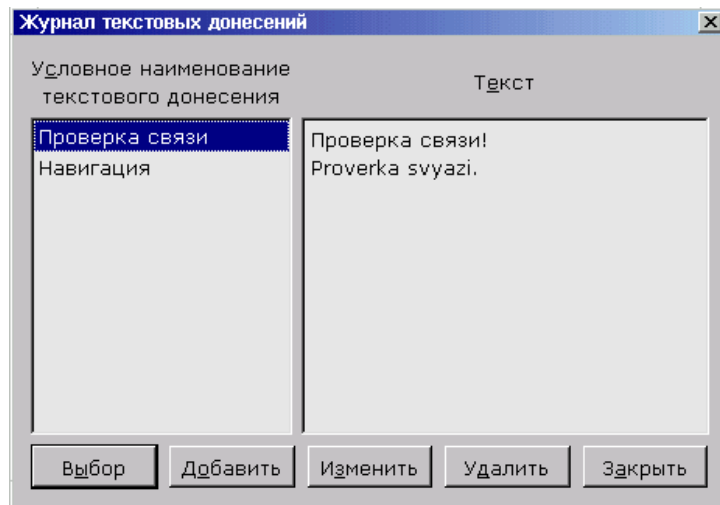 Журнал текстовых донесений
Условное наименование
текстового донесения
Текст
Проверка связи
Навигация
Проверка связи!
Proverka svyazi.
Выбор
Добавить
Изменить
Удалить
Закрыть